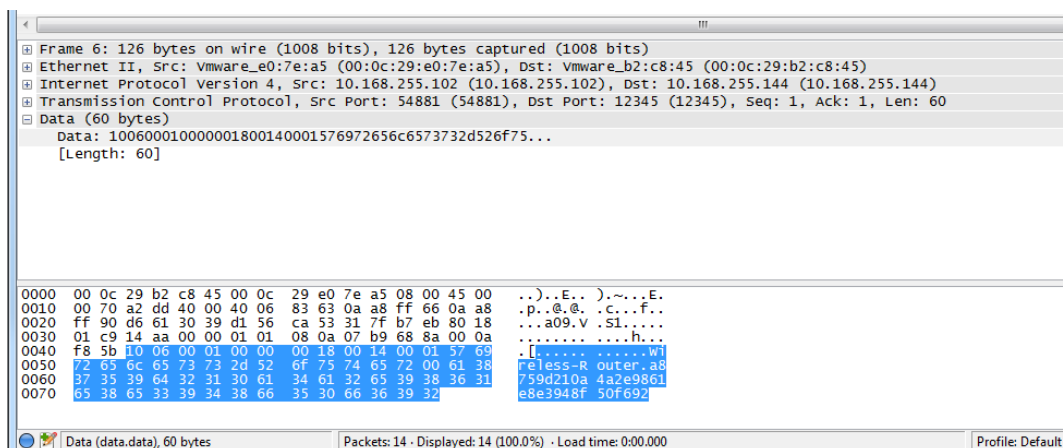 Frame 6: 126 bytes on wire (1008 bits), 126 bytes captured (1008 bits)
Ethernet II, Src: Vmware_e0:7e:a5 (00:0c:29:e0:7e:a5), Dst: Vmware_b2:c8:45 (00:0c:29:b2:c8:45)
Internet Protocol Version 4, Src: 10.168.255.102 (10.168.255.102), Dst: 10.168.255.144 (10.168.255.144)
Transmission Control Protocol, Src Port: 54881 (54881), Dst Port: 12345 (12345), Seq: 1, Ack: 1, Len: 60
Data (60 bytes)
Data: 100600010000001800140001576972656c6573732d526f75...
[Length: 60]
0000 00 0c 29 b2 c8 45 00 0c 29 e0 7e a5 08 00 45 00 ..)..E.. ).~...E.
0010 00 70 a2 dd 40 00 40 06 83 63 0a a8 ff 66 0a a8 .p..@.@. .c...f..
0020 ff 90 d6 61 30 39 d1 56 ca 53 31 7f b7 eb 80 18 ...a09.V .S1.....
0030 01 c9 14 aa 00 00 01 01 08 0a 07 b9 68 8a 00 0a ........ ....h...
0040 f8 5b 10 06 00 01 00 00 00 18 00 14 00 01 57 69 .[...... ......Wi
0050 72 65 6c 65 73 73 2d 52 6f 75 74 65 72 00 61 38 reless-R outer.a8
0060 37 35 39 64 32 31 30 61 34 61 32 65 39 38 36 31 759d210a 4a2e9861
0070 65 38 65 33 39 34 38 66 35 30 66 36 39 32 e8e3948f 50f692
Data (data.data), 60 bytes Packets: 14 · Displayed: 14 (100.0%) · Load time: 0:00.000 Profile: Default